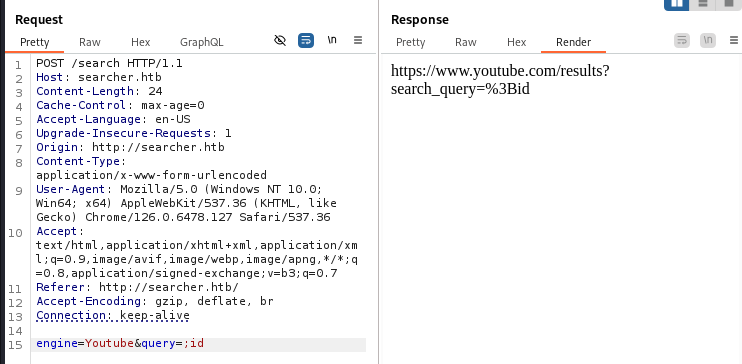 Request
Pretty Raw Hex GraphQL \n
1 POST /search HTTP/1.1
2 Host: searcher.htb
3 Content-Length: 24
4 Cache-Control: max-age=0
5 Accept-Language: en-US
6 Upgrade-Insecure-Requests: 1
7 Origin: http://searcher.htb
8 Content-Type:
application/x-www-form-urlencoded
9 User-Agent: Mozilla/5.0 (Windows NT 10.0;
Win64; x64) AppleWebKit/537.36 (KHTML, like
Gecko) Chrome/126.0.6478.127 Safari/537.36
10 Accept:
text/html,application/xhtml+xml,application/xm
l;q=0.9,image/avif,image/webp,image/apng,*/*;q
=0.8,application/signed-exchange;v=b3;q=0.7
11 Referer: http://searcher.htb/
12 Accept-Encoding: gzip, deflate, br
13 Connection: keep-alive
14
15 engine=Youtube&query=;id
Response
Pretty Raw Hex Render \n
https://www.youtube.com/results?
search_query=%3Bid